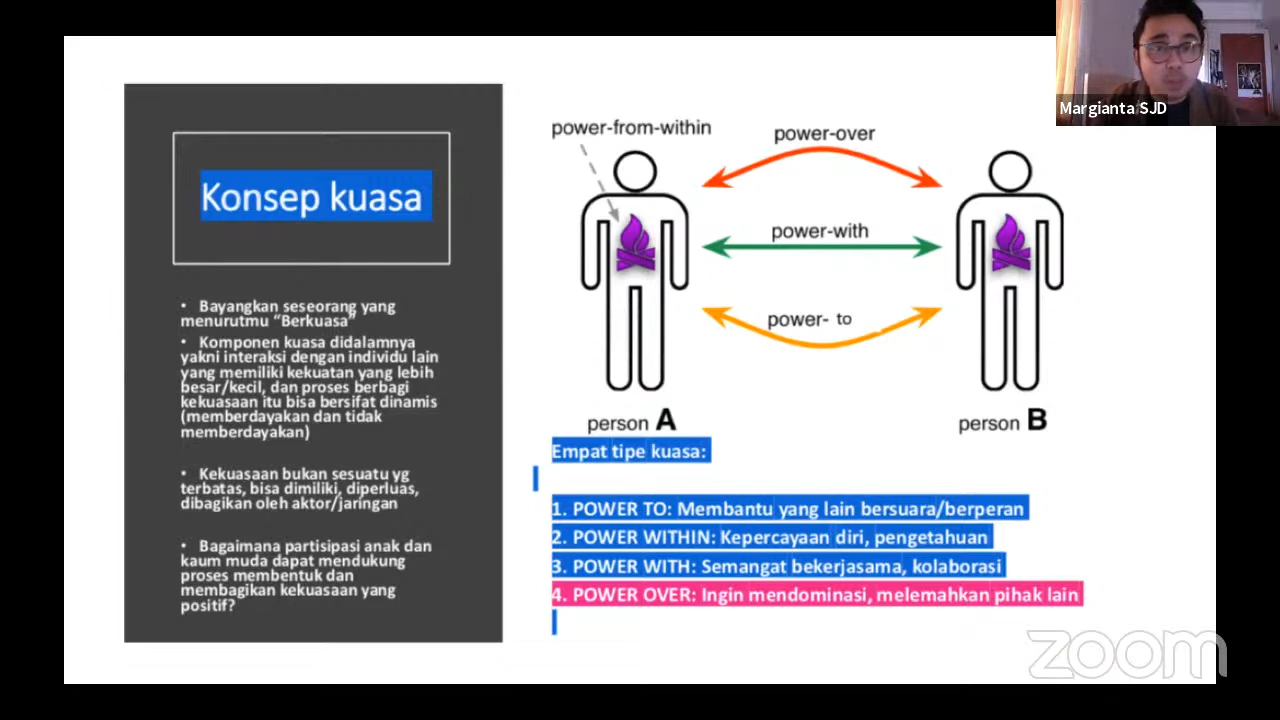 Margianta SJD
Konsep kuasa
• Bayangkan seseorang yang
menurutmu “Berkuasa”
• Komponen kuasa didalamnya
yakni interaksi dengan individu lain
yang memiliki kekuatan yang lebih
besar/kecil, dan proses berbagi
kekuasaan itu bisa bersifat dinamis
(memberdayakan dan tidak
memberdayakan)
• Kekuasaan bukan sesuatu yg
terbatas, bisa dimiliki, diperluas,
dibagikan oleh aktor/jaringan
• Bagaimana partisipasi anak dan
kaum muda dapat mendukung
proses membentuk dan
membagikan kekuasaan yang
positif?
power-from-within
power-over
power-with
power- to
person A
person B
Empat tipe kuasa:
1. POWER TO: Membantu yang lain bersuara/berperan
2. POWER WITHIN: Kepercayaan diri, pengetahuan
3. POWER WITH: Semangat bekerjasama, kolaborasi
4. POWER OVER: Ingin mendominasi, melemahkan pihak lain
zoom